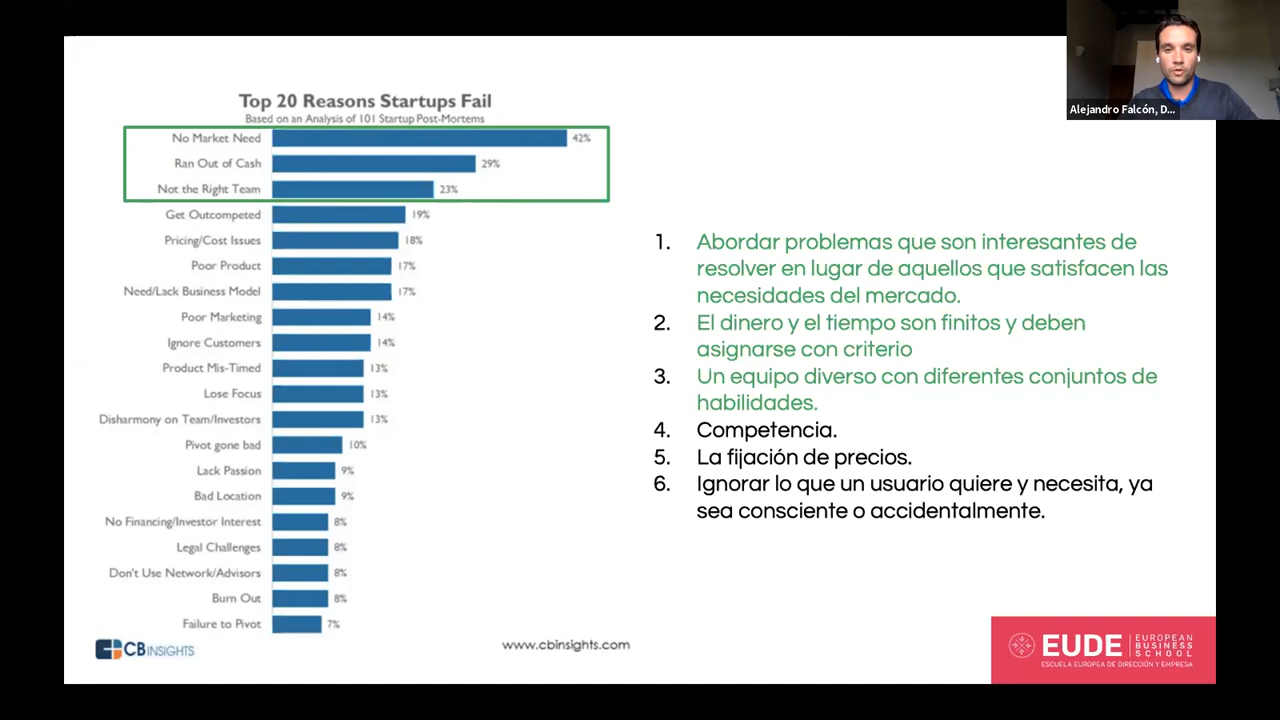 Alejandro Falcón, D...
Top 20 Reasons Startups Fail
Based on an Analysis of 101 Startup Post-Mortems
No Market Need 42%
Ran Out of Cash 29%
Not the Right Team 23%
Get Outcompeted 19%
Pricing/Cost Issues 18%
Poor Product 17%
Need/Lack Business Model 17%
Poor Marketing 14%
Ignore Customers 14%
Product Mis-Timed 13%
Lose Focus 13%
Disharmony on Team/Investors 13%
Pivot gone bad 10%
Lack Passion 9%
Bad Location 9%
No Financing/Investor Interest 8%
Legal Challenges 8%
Don't Use Network/Advisors 8%
Burn Out 8%
Failure to Pivot 7%
CBINSIGHTS
www.cbinsights.com
1. Abordar problemas que son interesantes de
resolver en lugar de aquellos que satisfacen las
necesidades del mercado.
2. El dinero y el tiempo son finitos y deben
asignarse con criterio
3. Un equipo diverso con diferentes conjuntos de
habilidades.
4. Competencia.
5. La fijación de precios.
6. Ignorar lo que un usuario quiere y necesita, ya
sea consciente o accidentalmente.
EUDE
EUROPEAN
BUSINESS
SCHOOL
ESCUELA EUROPEA DE DIRECCIÓN Y EMPRESA